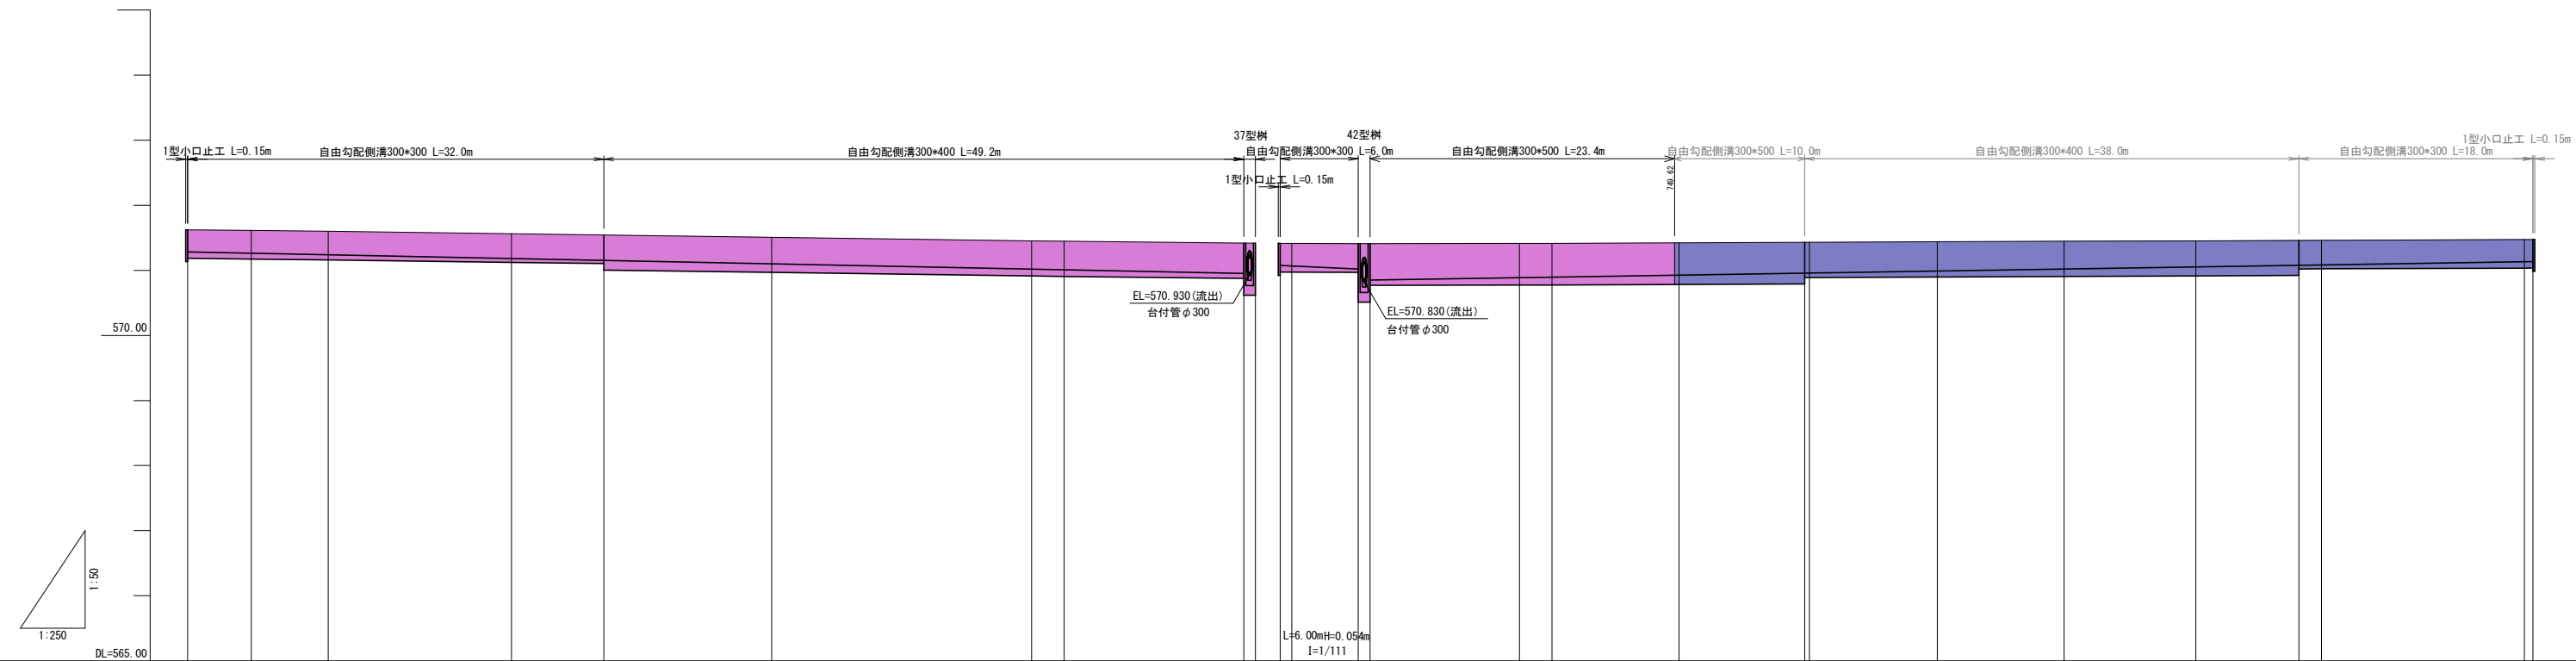 37型桝
42型桝
1型小口止工 L=0.15m
1型小口止工 L=0.15m
自由勾配側溝300*300 L=32.0m
自由勾配側溝300*400 L=49.2m
自由勾配側溝300*300 L=6.0m
自由勾配側溝300*500 L=23.4m
自由勾配側溝300*500 L=10.0m
自由勾配側溝300*400 L=38.0m
自由勾配側溝300*300 L=18.0m
749.62
1型小口止工 L=0.15m
EL=570.930(流出)
台付管φ300
EL=570.830(流出)
台付管φ300
570.00
1:50
1:250
L=6.00m
H=0.054m
I=1/111
DL=565.00